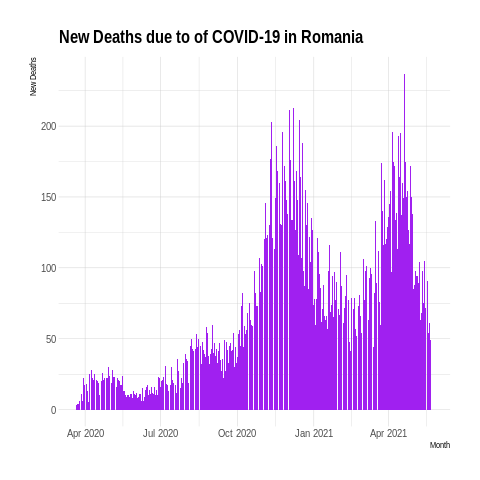 New Deaths due to of COVID-19 in Romania
New Deaths
200
150
100
50
0
Apr 2020
Jul 2020
Oct 2020
Jan 2021
Apr 2021
Month